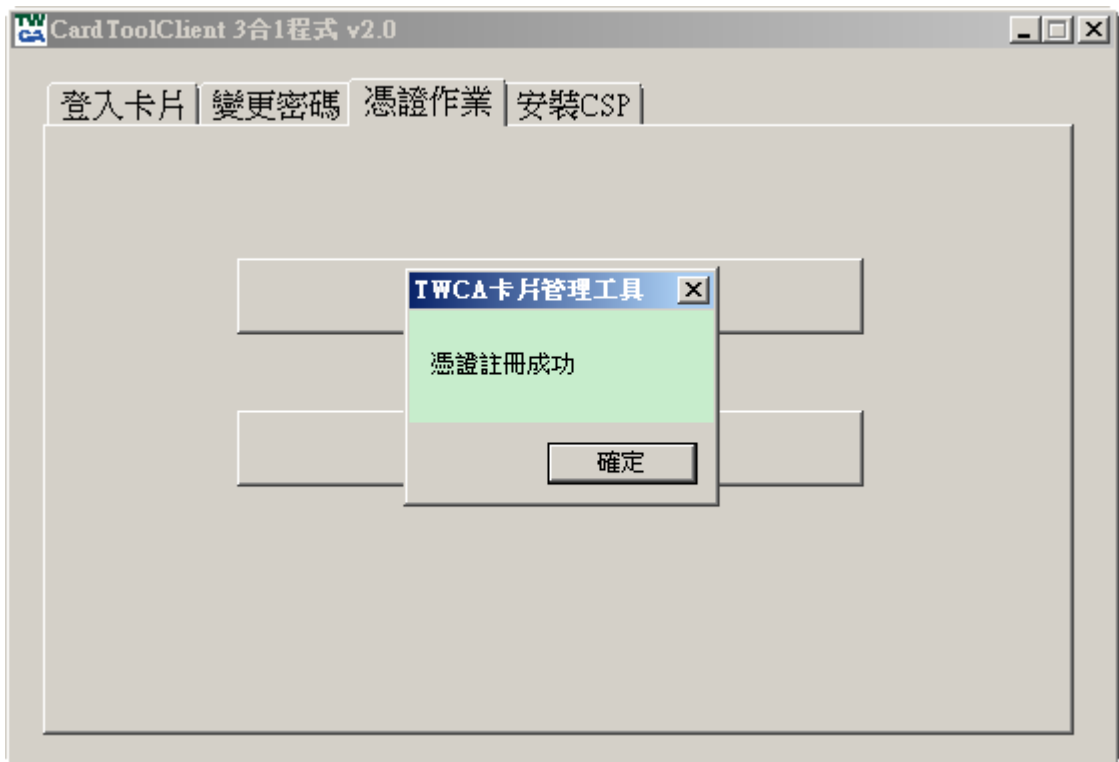 TWCA CardToolClient 3合1程式 v2.0
登入卡片 變更密碼 憑證作業 安裝CSP
TWCA卡片管理工具
憑證註冊成功
確定